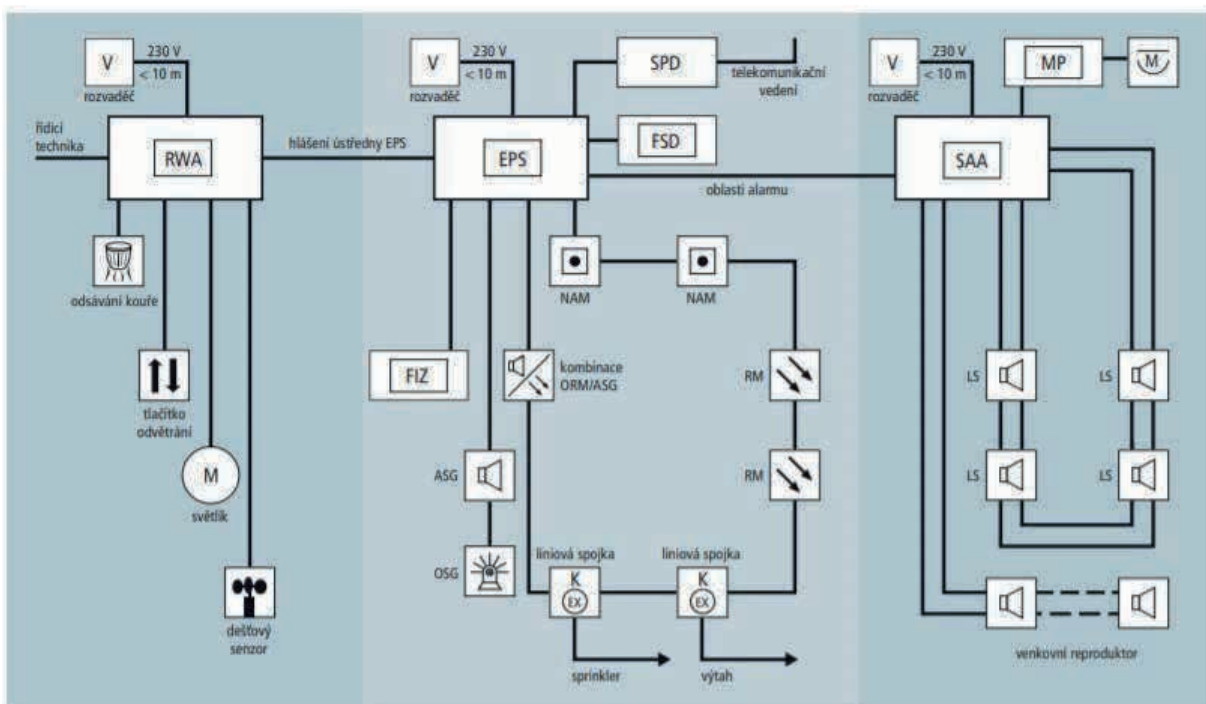 V
230 V
< 10 m
rozvaděč
řídicí
technika
RWA
odsávání kouře
tlačítko
odvětrání
M
světlík
dešťový
senzor
hlášení ústředny EPS
V
230 V
< 10 m
rozvaděč
EPS
SPD
telekomunikační
vedení
FSD
oblasti alarmu
NAM
NAM
FIZ
kombinace
ORM/ASG
RM
ASG
RM
OSG
liniová spojka
K
EX
liniová spojka
K
EX
sprinkler
výtah
V
230 V
< 10 m
rozvaděč
MP
M
SAA
LS
LS
LS
LS
venkovní reproduktor